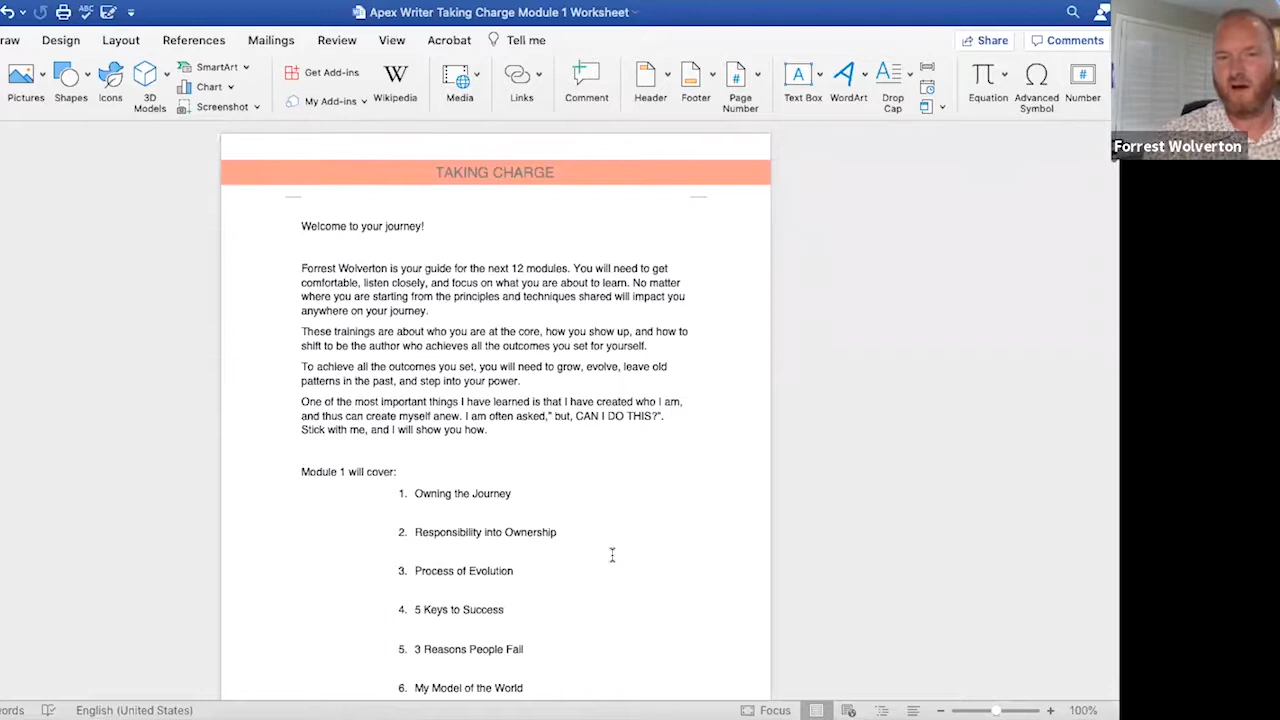 Apex Writer Taking Charge Module 1 Worksheet
raw Design Layout References Mailings Review View Acrobat Tell me Share Comments
Pictures Shapes Icons 3D Models SmartArt Chart Screenshot Get Add-ins My Add-ins Wikipedia Media Links Comment Header Footer Page Number Text Box WordArt Drop Cap Equation Advanced Symbol Number
Forrest Wolverton
TAKING CHARGE
Welcome to your journey!
Forrest Wolverton is your guide for the next 12 modules. You will need to get
comfortable, listen closely, and focus on what you are about to learn. No matter
where you are starting from the principles and techniques shared will impact you
anywhere on your journey.
These trainings are about who you are at the core, how you show up, and how to
shift to be the author who achieves all the outcomes you set for yourself.
To achieve all the outcomes you set, you will need to grow, evolve, leave old
patterns in the past, and step into your power.
One of the most important things I have learned is that I have created who I am,
and thus can create myself anew. I am often asked," but, CAN I DO THIS?".
Stick with me, and I will show you how.
Module 1 will cover:
1. Owning the Journey
2. Responsibility into Ownership
3. Process of Evolution
4. 5 Keys to Success
5. 3 Reasons People Fail
6. My Model of the World
ords English (United States) Focus 100%